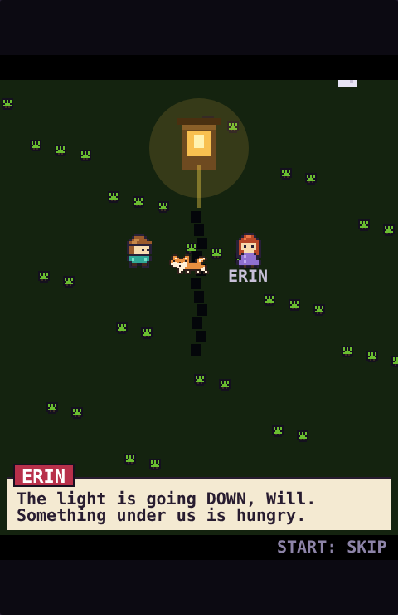 ERIN
ERIN
The light is going DOWN, Will.
Something under us is hungry.
START: SKIP